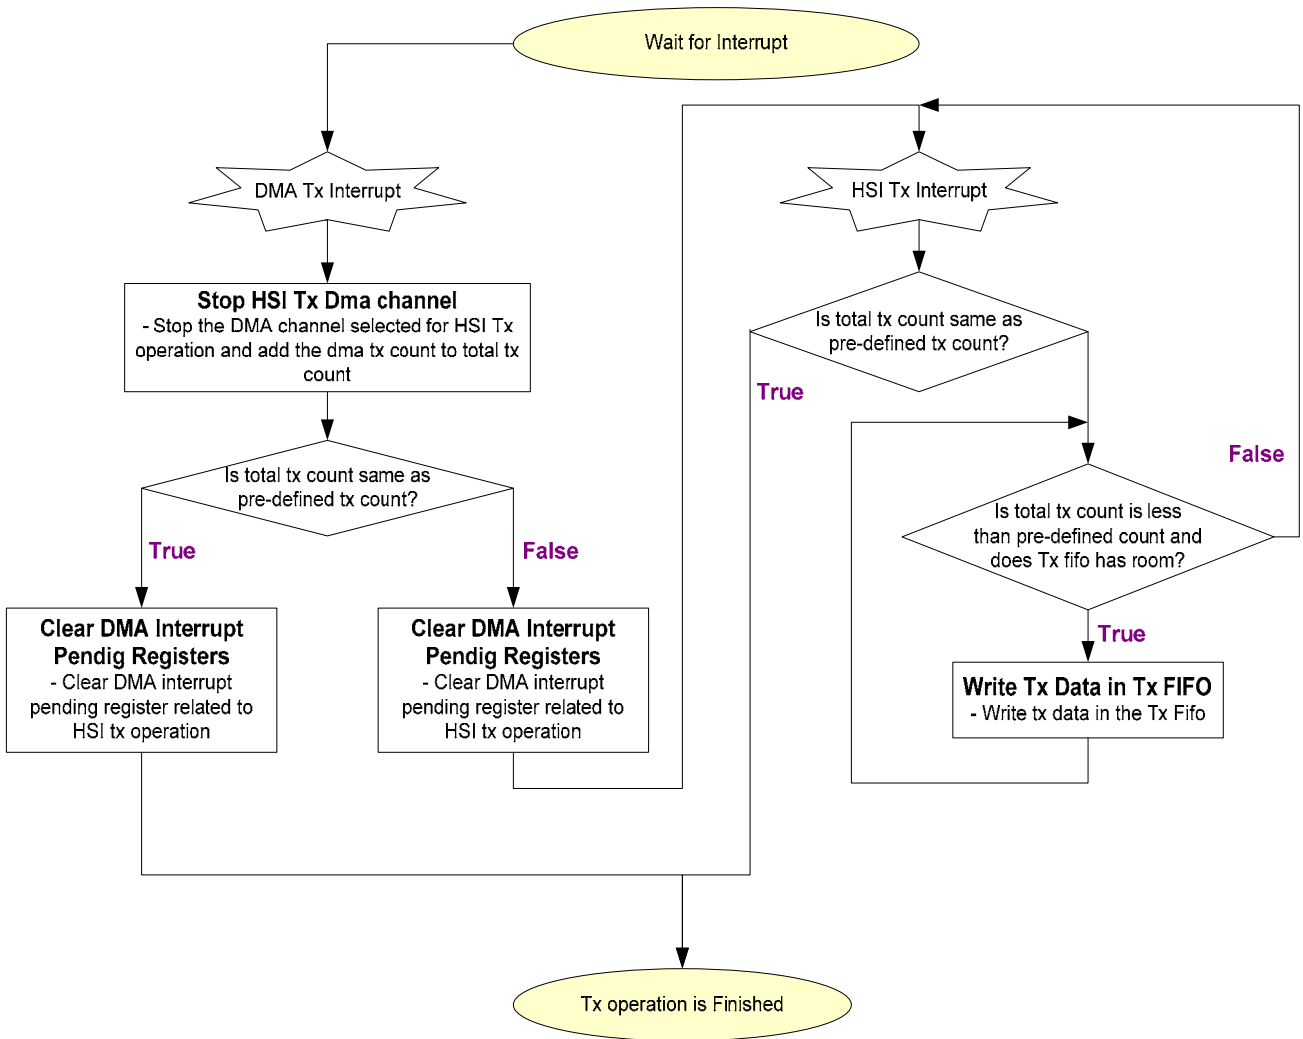 Wait for Interrupt
DMA Tx Interrupt
HSI Tx Interrupt
Stop HSI Tx Dma channel
- Stop the DMA channel selected for HSI Tx
operation and add the dma tx count to total tx
count
Is total tx count same as
pre-defined tx count?
True
False
Is total tx count same as
pre-defined tx count?
True
False
Is total tx count is less
than pre-defined count and
does Tx fifo has room?
True
Clear DMA Interrupt
Pendig Registers
- Clear DMA interrupt
pending register related to
HSI tx operation
Clear DMA Interrupt
Pendig Registers
- Clear DMA interrupt
pending register related to
HSI tx operation
Write Tx Data in Tx FIFO
- Write tx data in the Tx Fifo
Tx operation is Finished